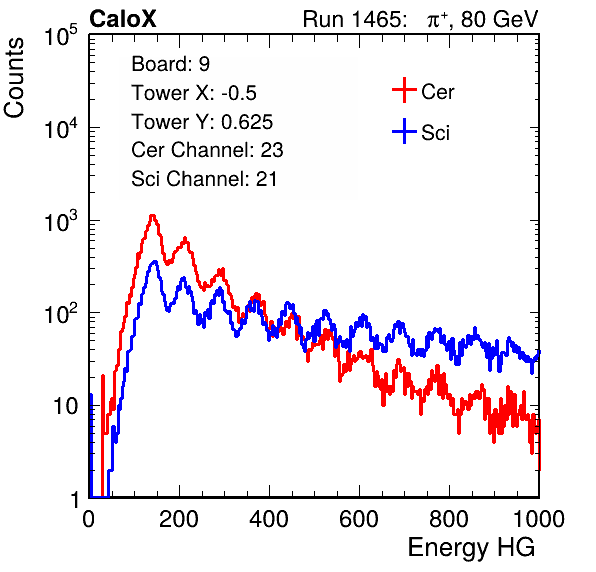 CaloX Run 1465: π⁺, 80 GeV
Counts
10⁵
10⁴
10³
10²
10
1
Board: 9
Tower X: -0.5
Tower Y: 0.625
Cer Channel: 23
Sci Channel: 21
Cer
Sci
0 200 400 600 800 1000
Energy HG